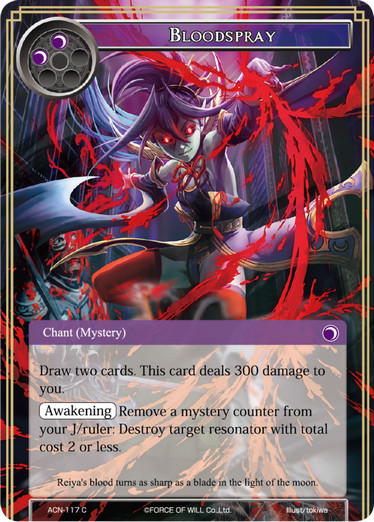 Bloodspray
Chant (Mystery)
Draw two cards. This card deals 300 damage to
you.
Awakening Remove a mystery counter from
your J/ruler: Destroy target resonator with total
cost 2 or less.
Reiya's blood turns as sharp as a blade in the light of the moon.
ACN-117 C ©FORCE OF WILL Co.,Ltd. Illust/tokiwa